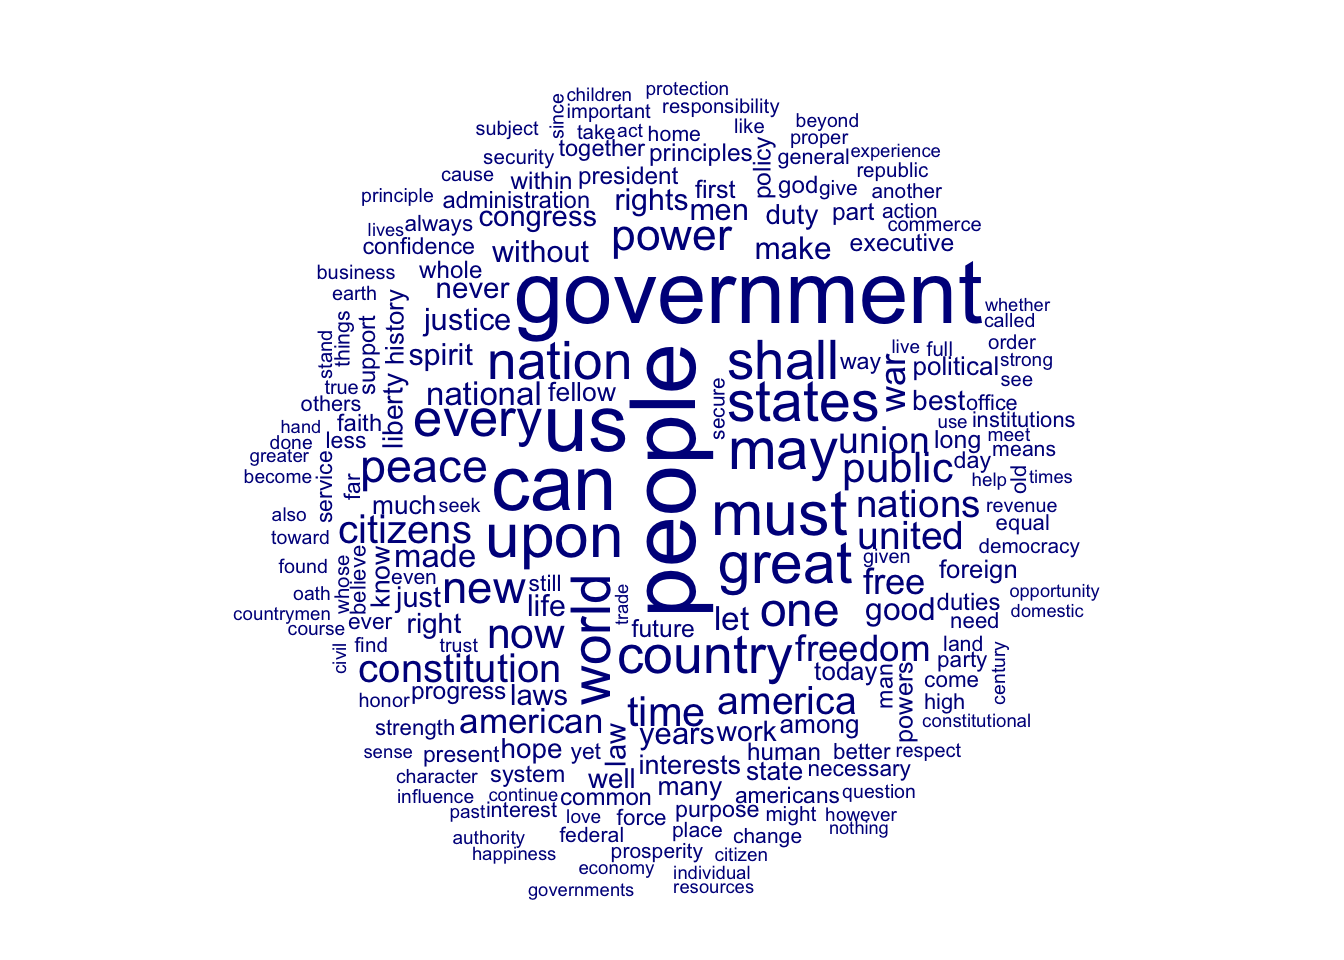 protection
since children
important responsibility
subject take act home like beyond
together principles policy proper
security general experience
cause within president god give republic
principle administration rights first another
lives always congress men duty part action
commerce
confidence without power make executive
business whole
earth never government whether
things justice called
stand support liberty history spirit nation people shall way war live full order
political strong
true national fellow secure states best office see
others
hand faith every us use institutions
done less may union long meet
greater means
become service far peace can public day help old times
much seek must nations revenue
also citizens equal
toward upon united democracy
found whose believe know made great given foreign
oath even new still world trade free opportunity
countrymen just life good duties domestic
course ever right let one need
civil find trust now future country freedom land
constitution today man powers party century
honor progress laws america come
high
strength american time constitutional
law years work among
sense present hope yet human better respect
character system well interests state necessary
influence continue common many americans question
past interest love force purpose might however
authority federal place change nothing
happiness prosperity citizen
economy individual
governments resources